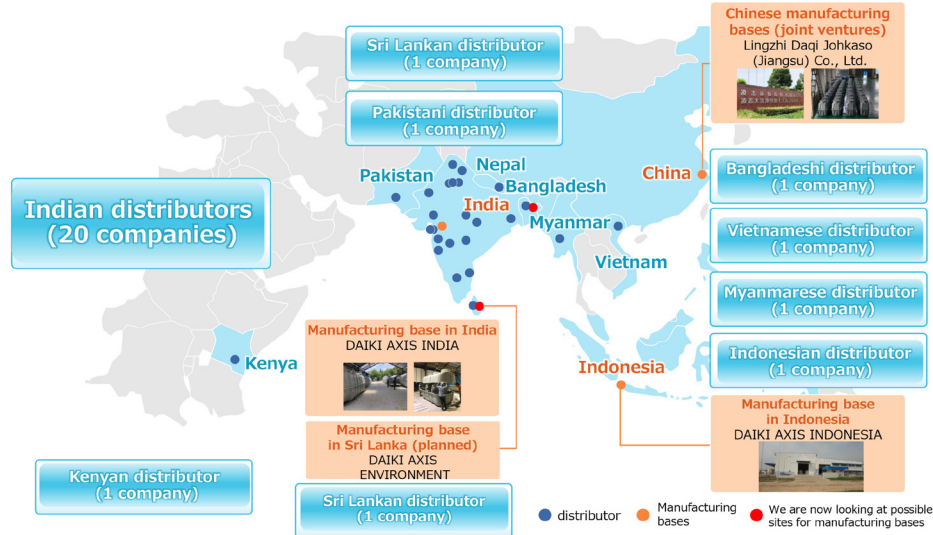 Sri Lankan distributor
(1 company)
Chinese manufacturing
bases (joint ventures)
Lingzhi Daqi Johkaso
(Jiangsu) Co., Ltd.
Pakistani distributor
(1 company)
Nepal
Pakistan
Bangladesh
China
India
Myanmar
Vietnam
Indian distributors
(20 companies)
Bangladeshi distributor
(1 company)
Vietnamese distributor
(1 company)
Myanmarese distributor
(1 company)
Indonesian distributor
(1 company)
Kenya
Manufacturing base in India
DAIKI AXIS INDIA
Indonesia
Manufacturing base
in Sri Lanka (planned)
DAIKI AXIS
ENVIRONMENT
Manufacturing base
in Indonesia
DAIKI AXIS INDONESIA
Kenyan distributor
(1 company)
Sri Lankan distributor
(1 company)
distributor
Manufacturing
bases
We are now looking at possible
sites for manufacturing bases